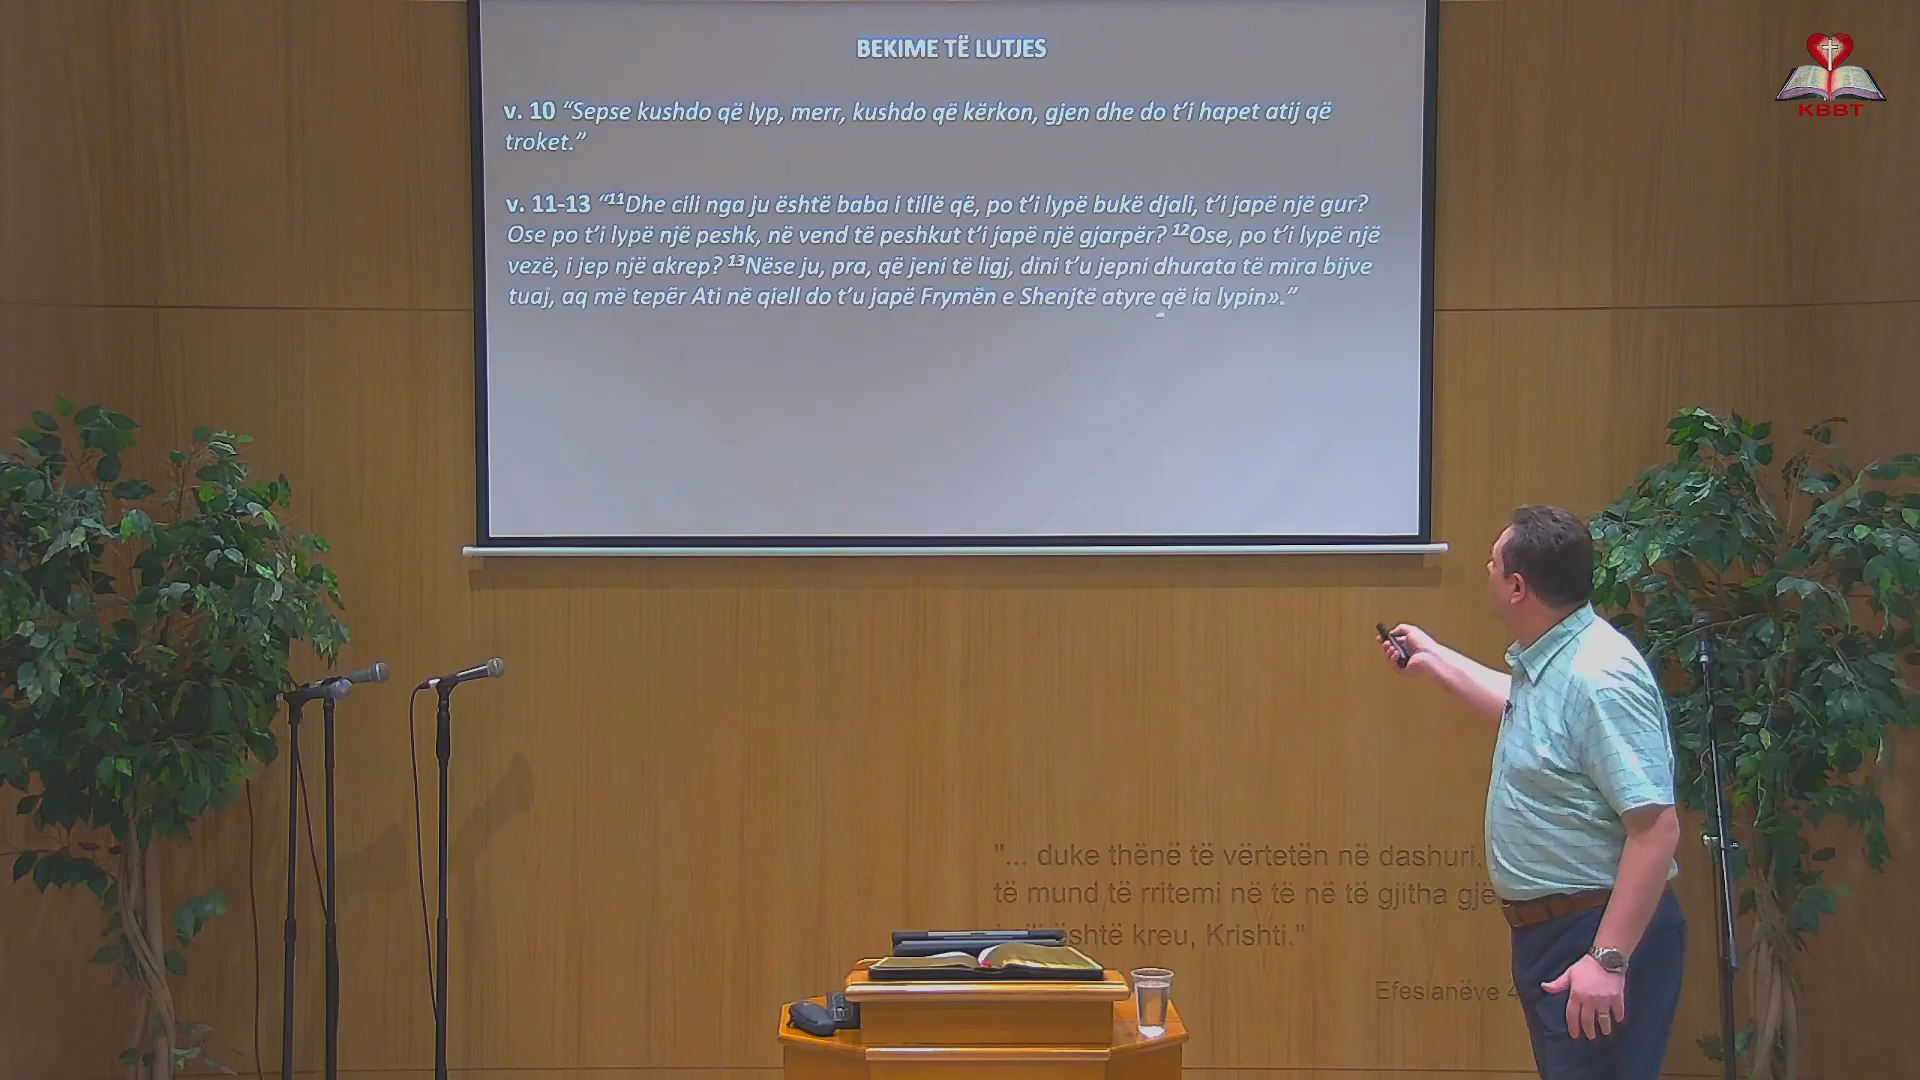 BEKIME TË LUTJES
v. 10 “Sepse kushdo që lyp, merr, kushdo që kërkon, gjen dhe do t’i hapet atij që
troket.”
v. 11-13 “¹¹Dhe cili nga ju është baba i tillë që, po t’i lypë bukë djali, t’i japë një gur?
Ose po t’i lypë një peshk, në vend të peshkut t’i japë një gjarpër? ¹²Ose, po t’i lypë një
vezë, i jep një akrep? ¹³Nëse ju, pra, që jeni të ligj, dini t’u jepni dhurata të mira bijve
tuaj, aq më tepër Ati në qiell do t’u japë Frymën e Shenjtë atyre që ia lypin».”
KBBT
"... duke thënë të vërtetën në dashuri,
të mund të rritemi në të në të gjitha
është kreu, Krishti."
Efesianëve